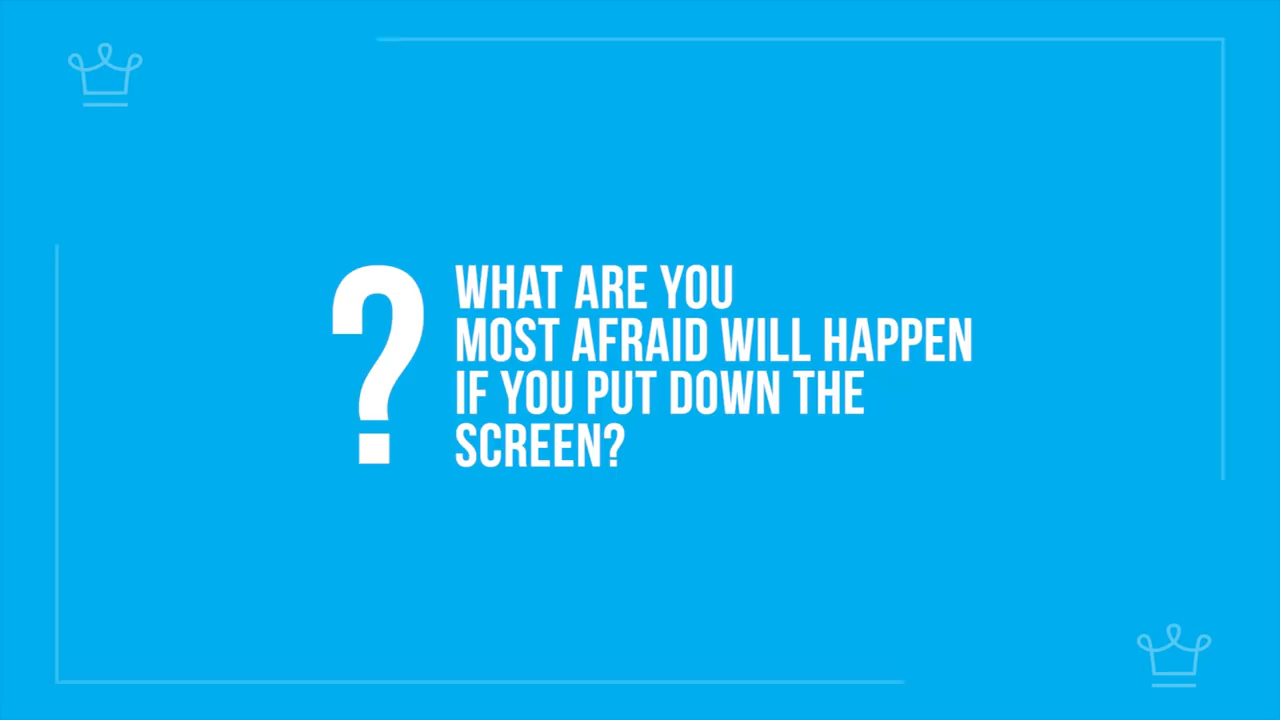 ?
WHAT ARE YOU
MOST AFRAID WILL HAPPEN
IF YOU PUT DOWN THE
SCREEN?